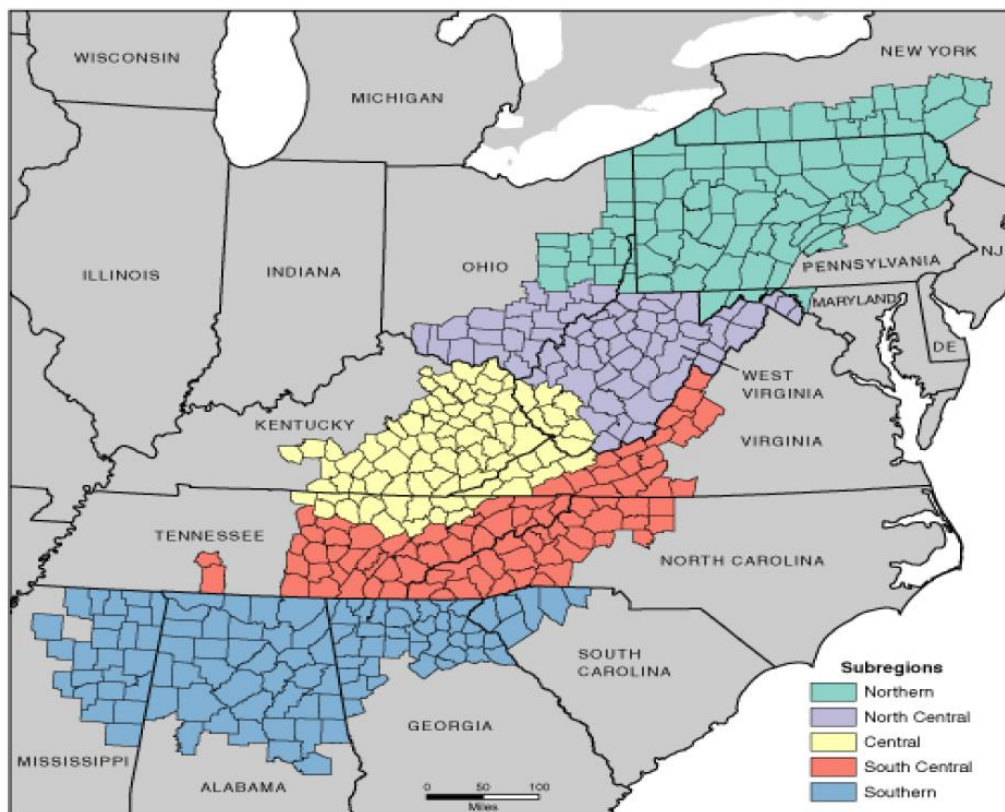 WISCONSIN
NEW YORK
MICHIGAN
ILLINOIS
INDIANA
OHIO
PENNSYLVANIA
NJ
MARYLAND
DE
WEST
VIRGINIA
KENTUCKY
VIRGINIA
TENNESSEE
NORTH CAROLINA
SOUTH
CAROLINA
GEORGIA
MISSISSIPPI
ALABAMA
0 50 100
Miles
Subregions
Northern
North Central
Central
South Central
Southern